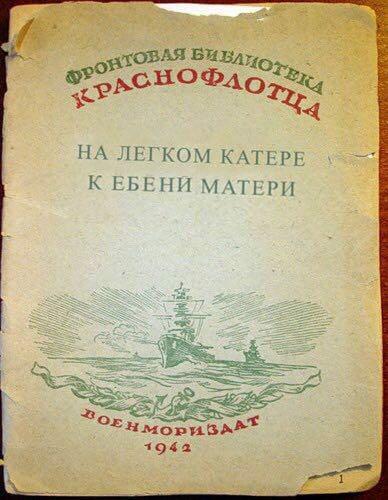 ФРОНТОВАЯ БИБЛИОТЕКА
КРАСНОФЛОТЦА
НА ЛЕГКОМ КАТЕРЕ
К ЕБЕНИ МАТЕРИ
ВОЕНМОРИЗДАТ
1942
1